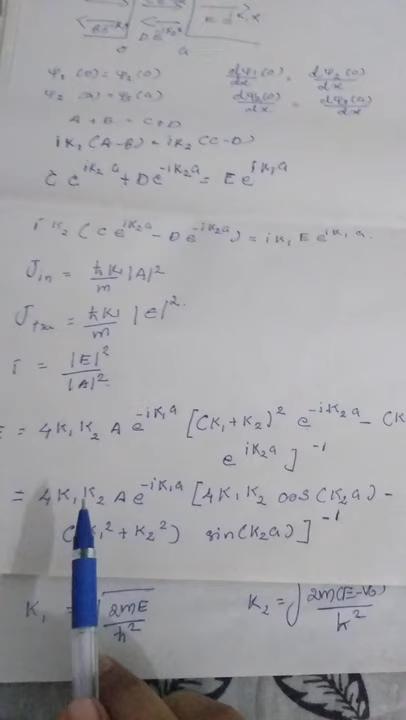 0 a
ψ₁ (0) = ψ₂(0) dψ₁(0)/dx = dψ₂(0)/dx
ψ₂ (a) = ψ₃(a) dψ₂(a)/dx = dψ₃(a)/dx
A + B = C + D
iK₁ (A-B) = iK₂ (C-D)
C e^{iK₂a} + D e^{-iK₂a} = E e^{iK₁a}
iK₂ (C e^{iK₂a} - D e^{-iK₂a}) = iK₁ E e^{iK₁a}.
J_in = ħK₁/m |A|²
ħK₁/m |E|².
T = |E|²/|A|²
= 4K₁K₂ A e^{-iK₁a} [(K₁+K₂)² e^{-iK₂a} - (K
e^{iK₂a}]⁻¹
= 4K₁K₂ A e^{-iK₁a} [4K₁K₂ cos(K₂a) -
₁² + K₂²) sin(K₂a)]⁻¹
K₁ √2mE/ħ² K₂ = √2m(E-V₀)/ħ²